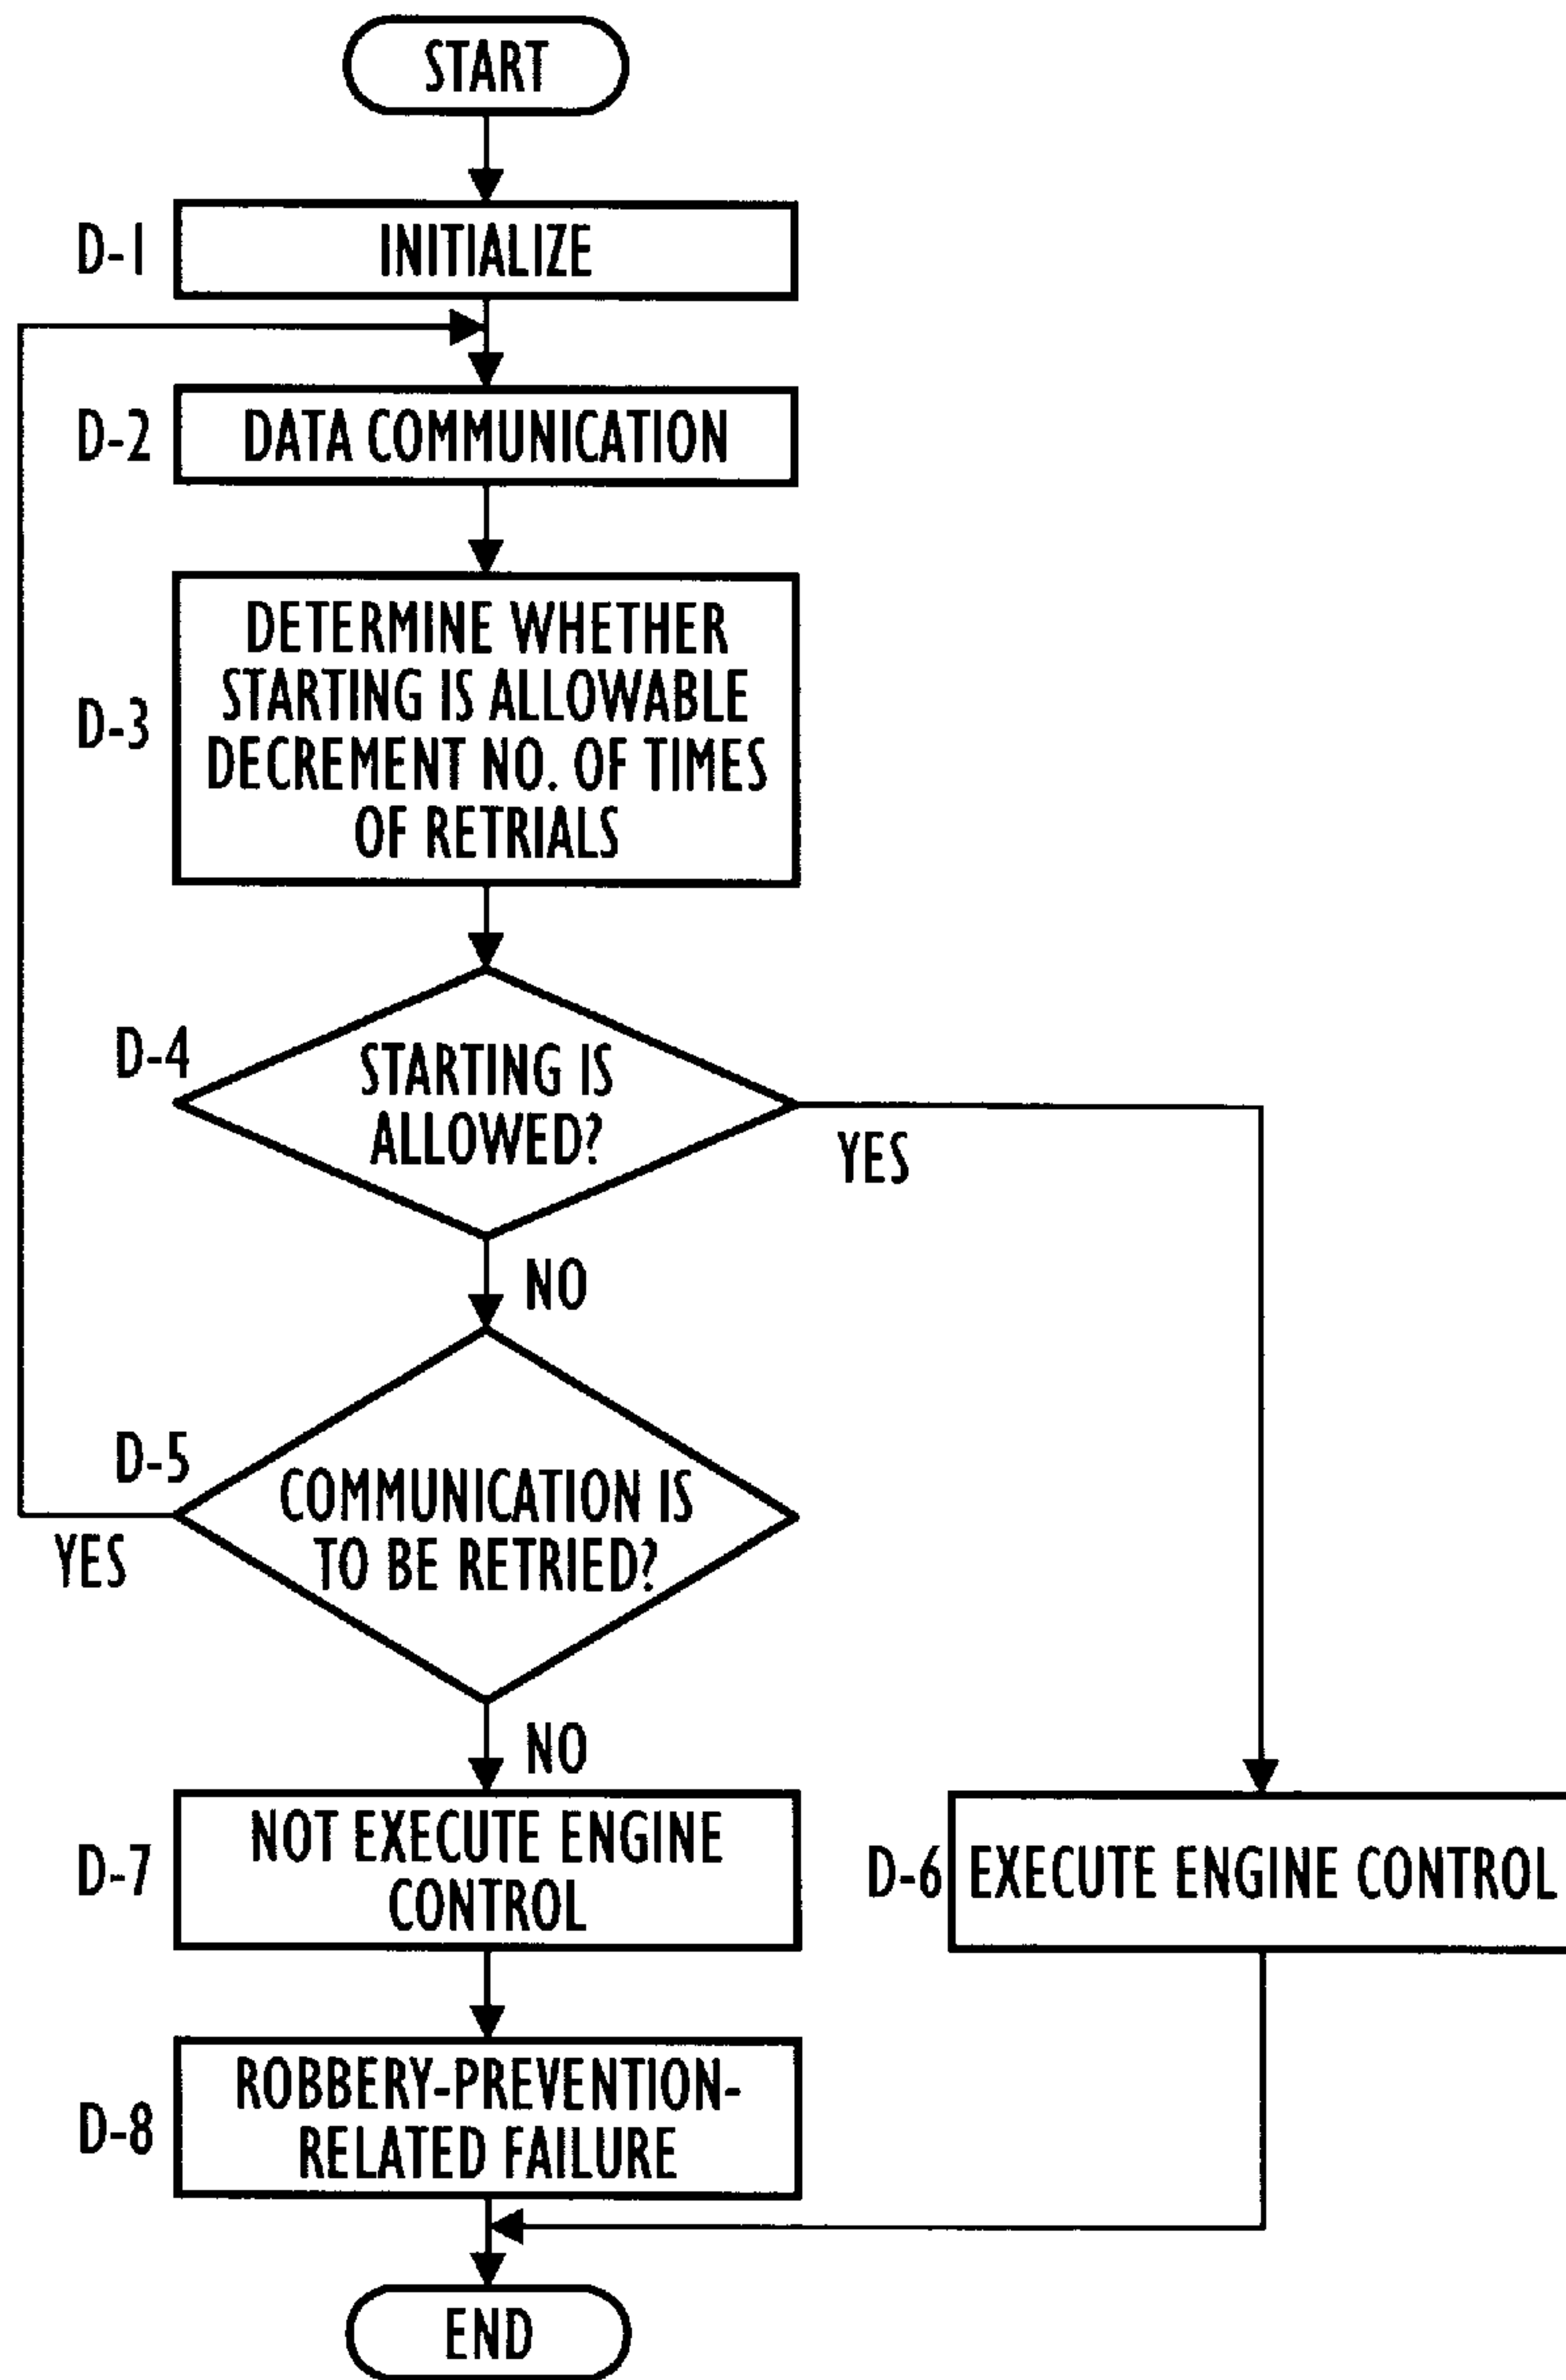 START
D-1
INITIALIZE
D-2
DATA COMMUNICATION
D-3
DETERMINE WHETHER
STARTING IS ALLOWABLE
DECREMENT NO. OF TIMES
OF RETRIALS
D-4
STARTING IS
ALLOWED?
YES
NO
D-5
COMMUNICATION IS
TO BE RETRIED?
YES
NO
D-7
NOT EXECUTE ENGINE
CONTROL
D-6
EXECUTE ENGINE CONTROL
D-8
ROBBERY-PREVENTION-
RELATED FAILURE
END